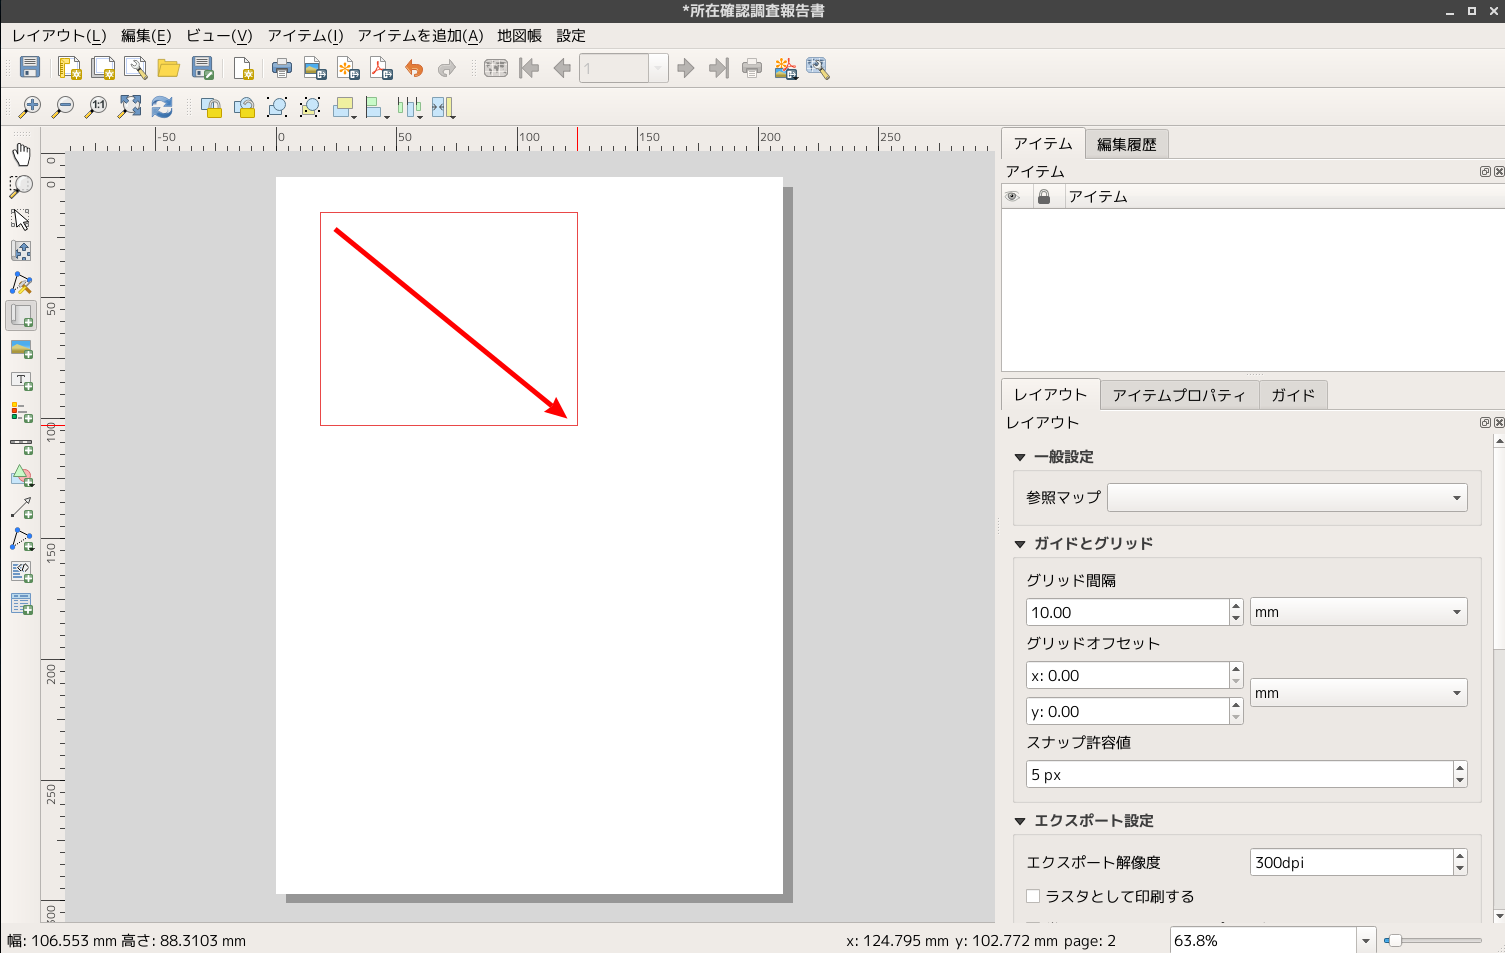 *所在確認調査報告書
レイアウト(L) 編集(E) ビュー(V) アイテム(I) アイテムを追加(A) 地図帳 設定
1
1:1
-50 0 50 100 150 200 250
0
0
50
100
150
200
250
300
T
アイテム 編集履歴
アイテム
アイテム
レイアウト アイテムプロパティ ガイド
レイアウト
一般設定
参照マップ
ガイドとグリッド
グリッド間隔
10.00 mm
グリッドオフセット
x: 0.00
mm
y: 0.00
スナップ許容値
5 px
エクスポート設定
エクスポート解像度 300dpi
ラスタとして印刷する
幅: 106.553 mm 高さ: 88.3103 mm x: 124.795 mm y: 102.772 mm page: 2 63.8%